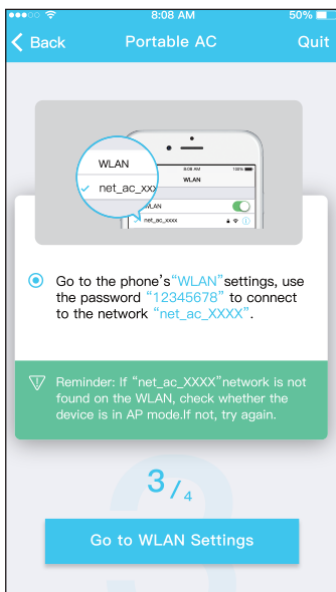 8:08 AM 50%
Back Portable AC Quit
WLAN
net_ac_xxx
9:08 AM 100%
WLAN
WLAN
net_ac_xxxx
Go to the phone's“WLAN”settings, use
the password “12345678” to connect
to the network “net_ac_XXXX”.
Reminder: If “net_ac_XXXX”network is not
found on the WLAN, check whether the
device is in AP mode.If not, try again.
3/4
Go to WLAN Settings